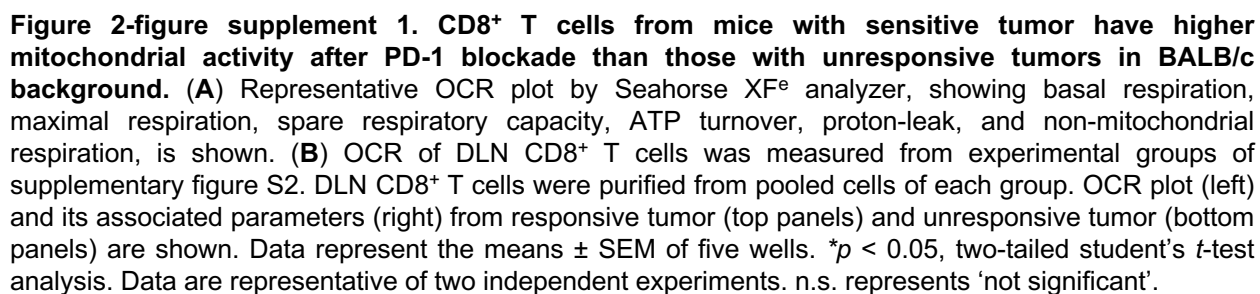 Figure 2-figure supplement 1. CD8⁺ T cells from mice with sensitive tumor have higher
mitochondrial activity after PD-1 blockade than those with unresponsive tumors in BALB/c
background. (A) Representative OCR plot by Seahorse XFᵉ analyzer, showing basal respiration,
maximal respiration, spare respiratory capacity, ATP turnover, proton-leak, and non-mitochondrial
respiration, is shown. (B) OCR of DLN CD8⁺ T cells was measured from experimental groups of
supplementary figure S2. DLN CD8⁺ T cells were purified from pooled cells of each group. OCR plot (left)
and its associated parameters (right) from responsive tumor (top panels) and unresponsive tumor (bottom
panels) are shown. Data represent the means ± SEM of five wells. *p < 0.05, two-tailed student’s t-test
analysis. Data are representative of two independent experiments. n.s. represents ‘not significant’.